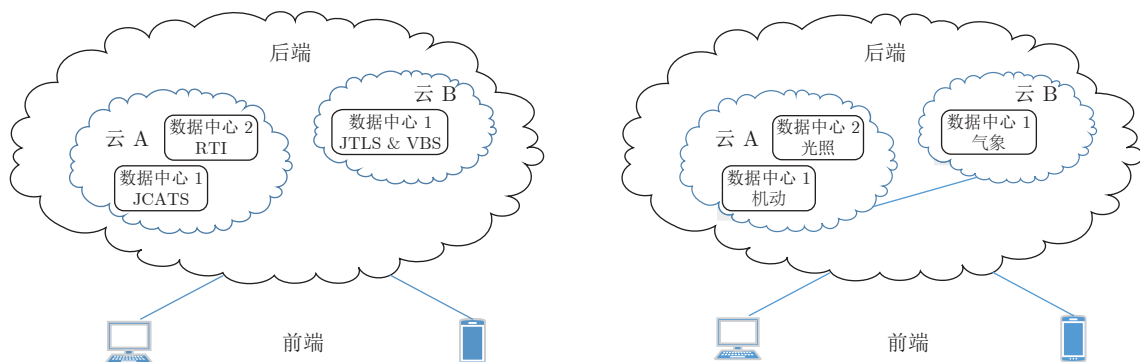 后端
云 B
云 A
数据中心 2
RTI
数据中心 1
JTLS & VBS
数据中心 1
JCATS
前端
后端
云 B
云 A
数据中心 2
光照
数据中心 1
气象
数据中心 1
机动
前端